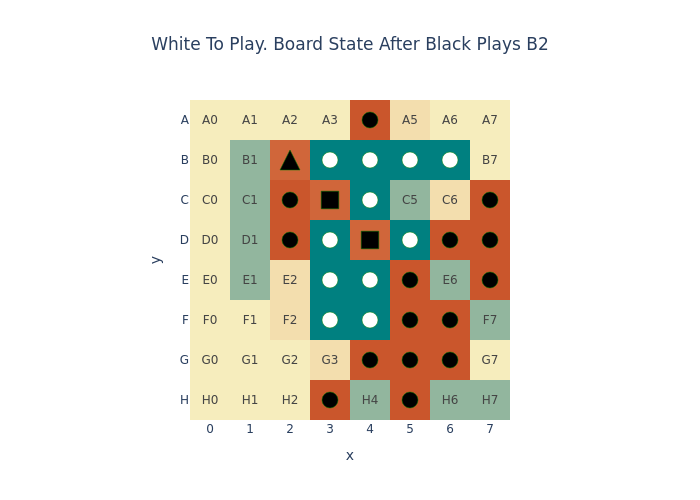 White To Play. Board State After Black Plays B2
A A0 A1 A2 A3 A5 A6 A7
B B0 B1 B7
C C0 C1 C5 C6
D D0 D1
E E0 E1 E2 E6
F F0 F1 F2 F7
G G0 G1 G2 G3 G7
H H0 H1 H2 H4 H6 H7
0 1 2 3 4 5 6 7
x
y